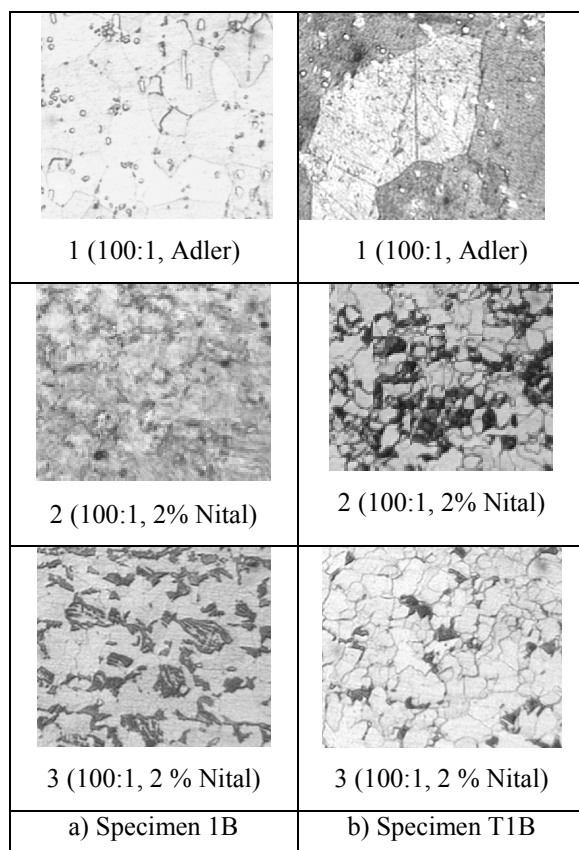 1 (100:1, Adler)
1 (100:1, Adler)
2 (100:1, 2% Nital)
2 (100:1, 2% Nital)
3 (100:1, 2 % Nital)
3 (100:1, 2 % Nital)
a) Specimen 1B
b) Specimen T1B